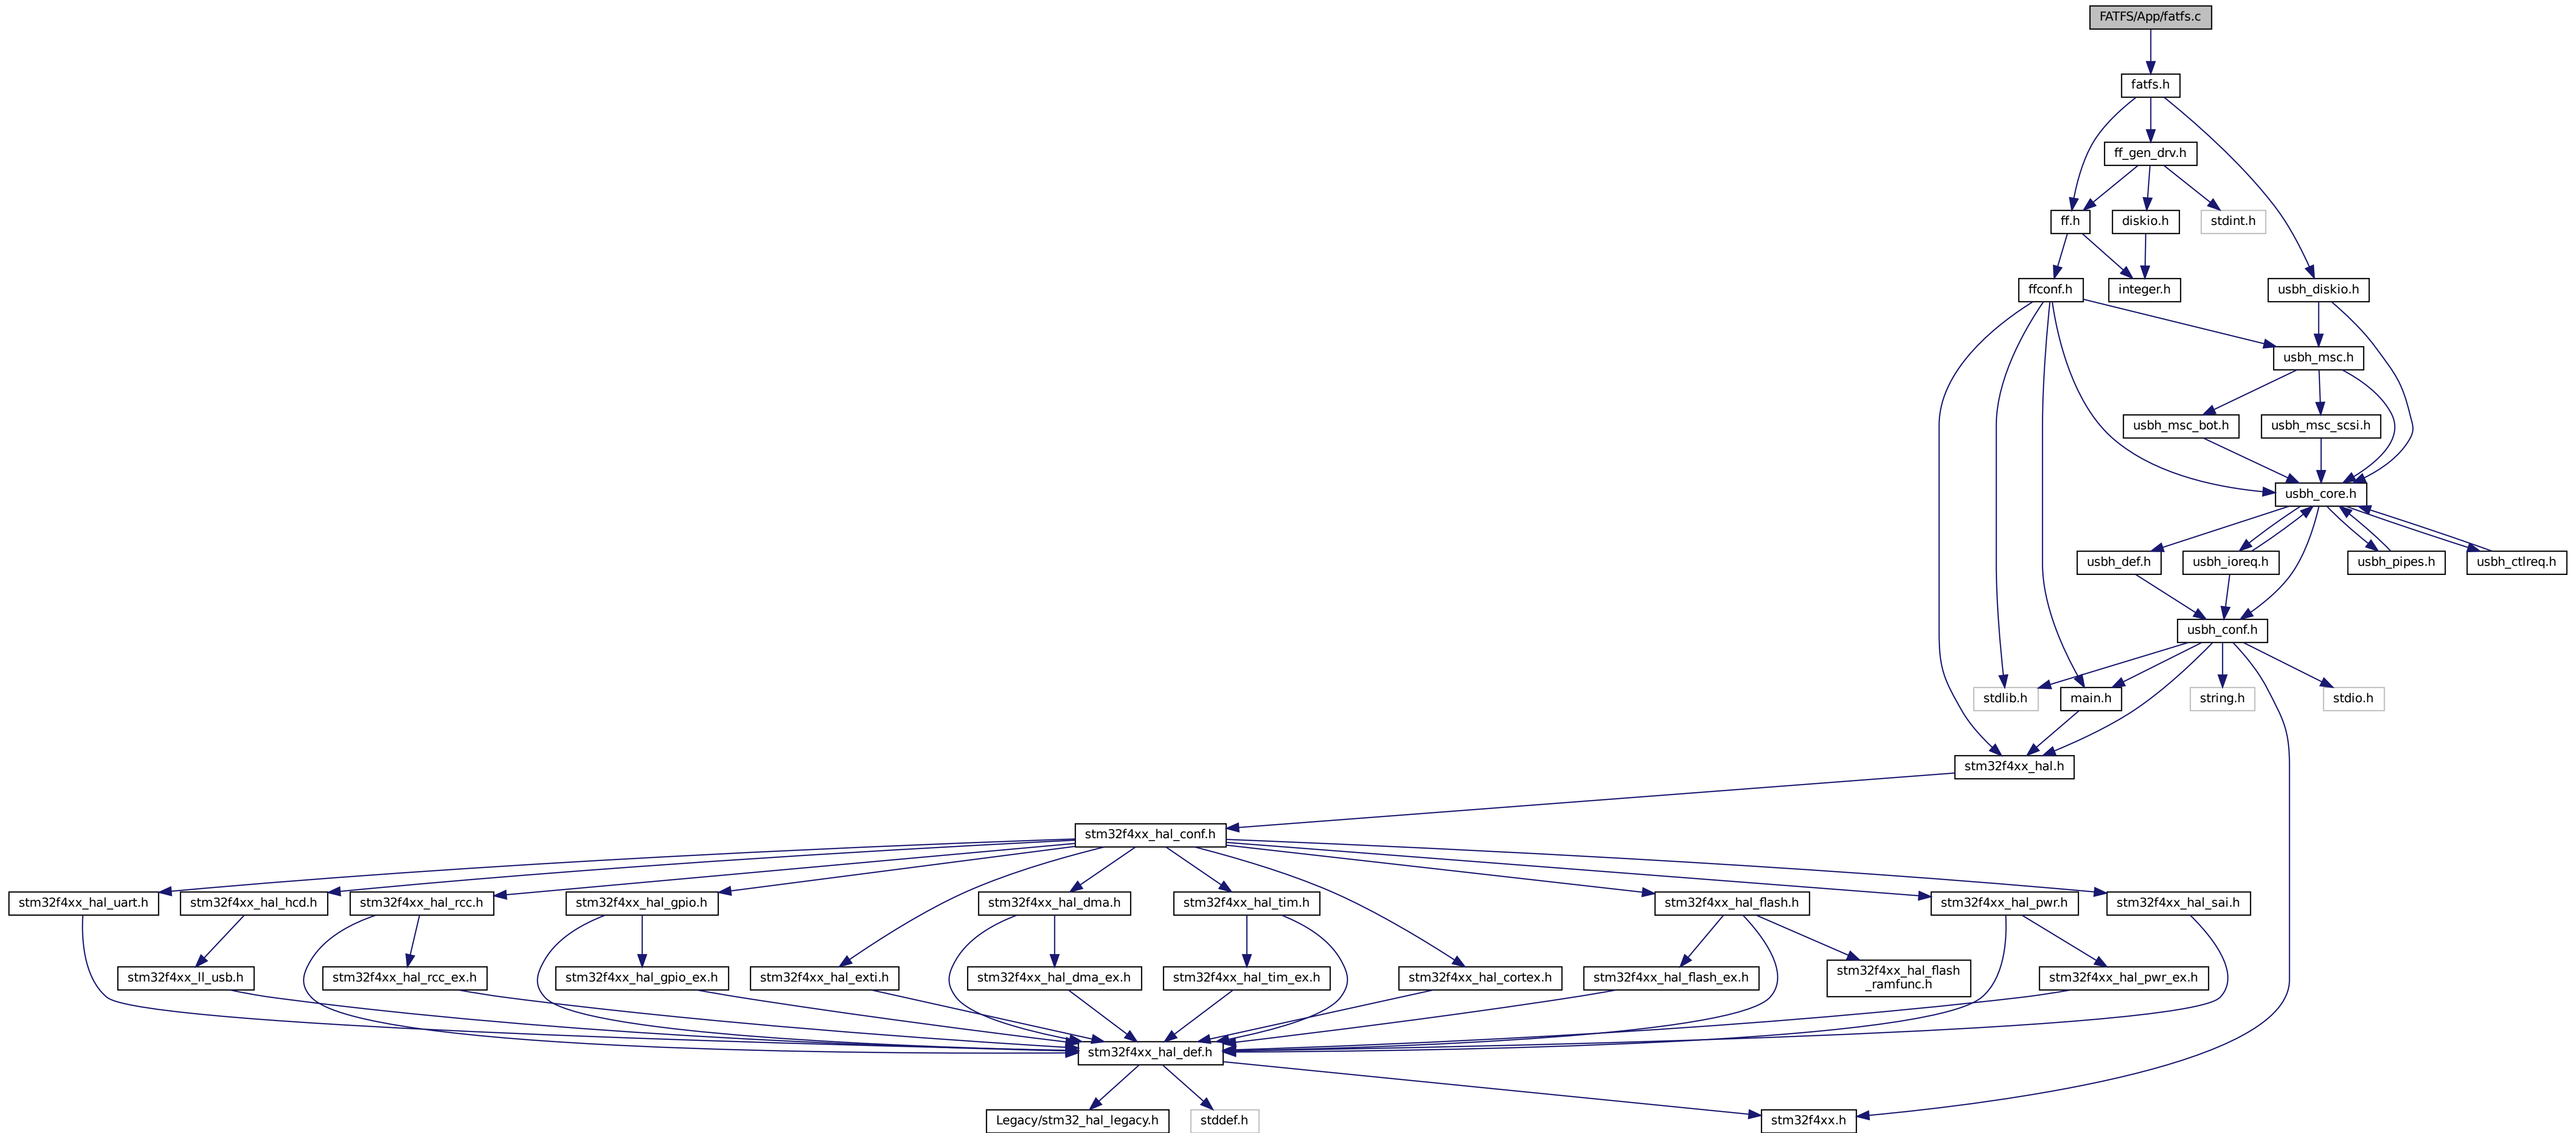 FATFS/App/fatfs.c
fatfs.h
ff_gen_drv.h
ff.h
diskio.h
stdint.h
ffconf.h
integer.h
usbh_diskio.h
usbh_msc.h
usbh_msc_bot.h
usbh_msc_scsi.h
usbh_core.h
usbh_def.h
usbh_ioreq.h
usbh_pipes.h
usbh_ctlreq.h
usbh_conf.h
stdlib.h
main.h
string.h
stdio.h
stm32f4xx_hal.h
stm32f4xx_hal_conf.h
stm32f4xx_hal_uart.h
stm32f4xx_hal_hcd.h
stm32f4xx_hal_rcc.h
stm32f4xx_hal_gpio.h
stm32f4xx_hal_dma.h
stm32f4xx_hal_tim.h
stm32f4xx_hal_flash.h
stm32f4xx_hal_pwr.h
stm32f4xx_hal_sai.h
stm32f4xx_ll_usb.h
stm32f4xx_hal_rcc_ex.h
stm32f4xx_hal_gpio_ex.h
stm32f4xx_hal_exti.h
stm32f4xx_hal_dma_ex.h
stm32f4xx_hal_tim_ex.h
stm32f4xx_hal_cortex.h
stm32f4xx_hal_flash_ex.h
stm32f4xx_hal_flash
_ramfunc.h
stm32f4xx_hal_pwr_ex.h
stm32f4xx_hal_def.h
Legacy/stm32_hal_legacy.h
stddef.h
stm32f4xx.h